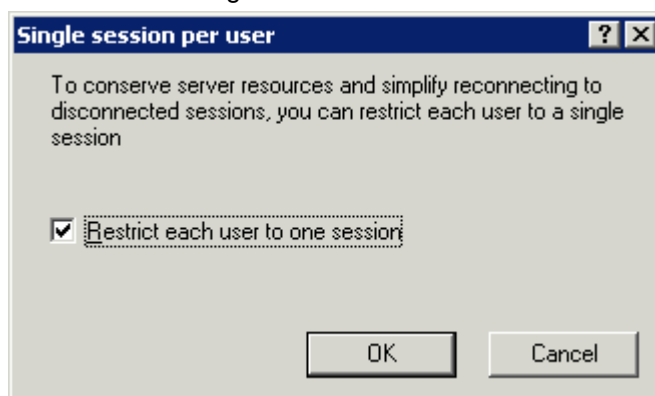 Single session per user
To conserve server resources and simplify reconnecting to
disconnected sessions, you can restrict each user to a single
session
Restrict each user to one session
OK Cancel